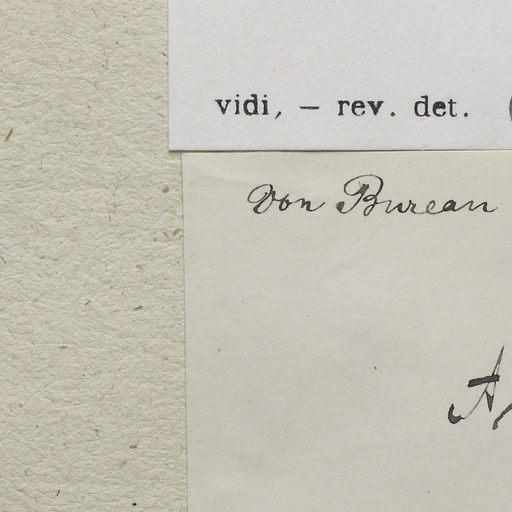 vidi, – rev. det.
von Bureau
A